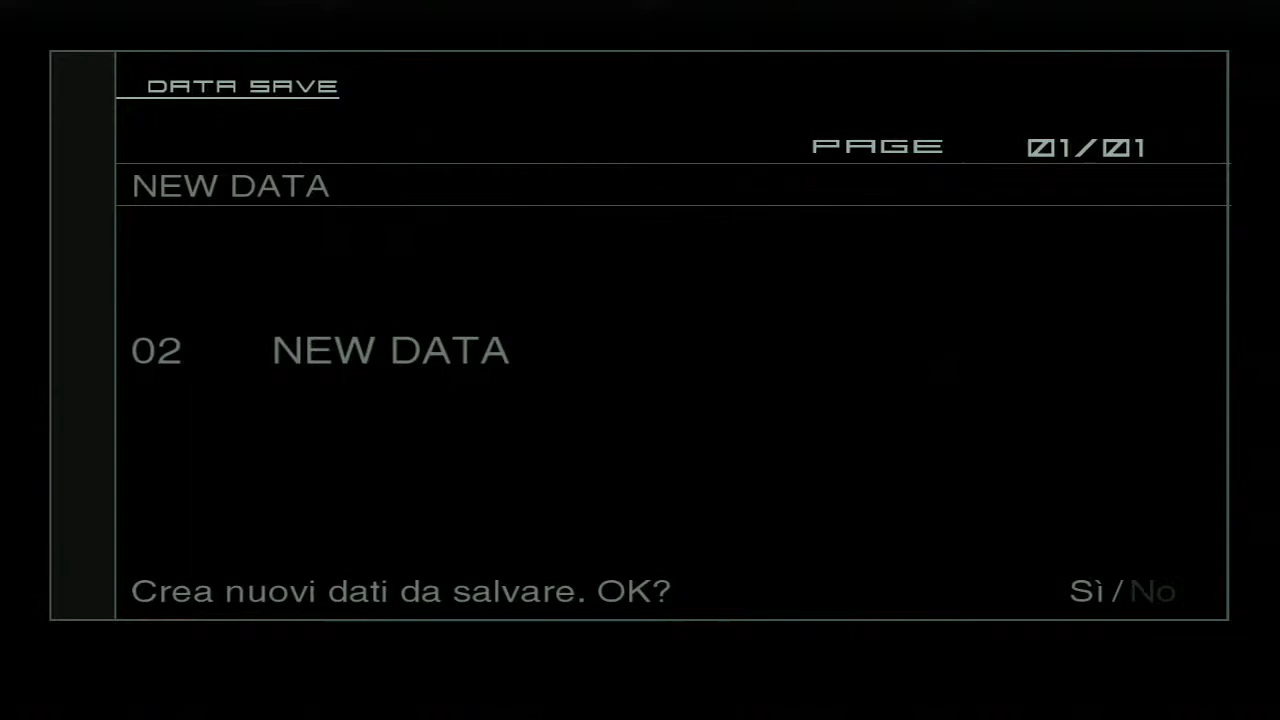 DATA SAVE
PAGE 01/01
NEW DATA
02 NEW DATA
Crea nuovi dati da salvare. OK? Sì / No